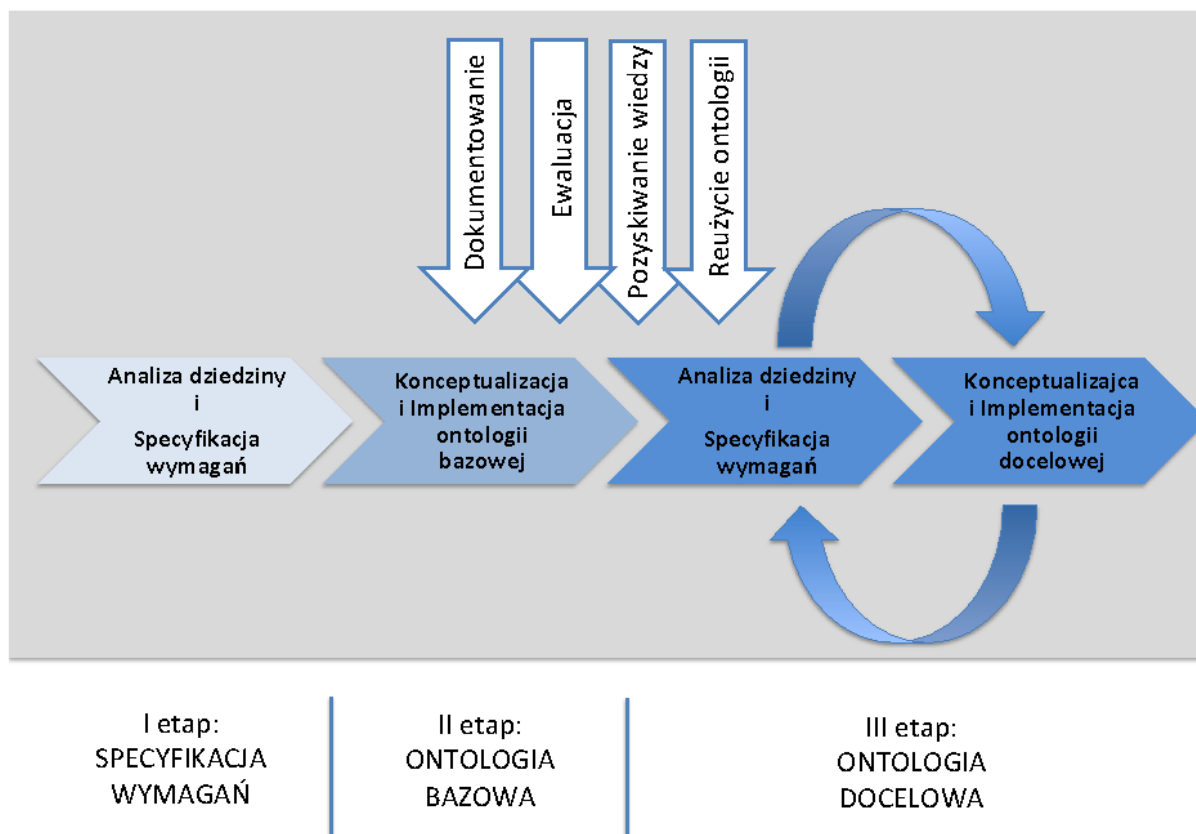 Dokumentowanie
Ewaluacja
Pozyskiwanie wiedzy
Reużycie ontologii
Analiza dziedziny
i
Specyfikacja
wymagań
Konceptualizacja
i Implementacja
ontologii
bazowej
Analiza dziedziny
i
Specyfikacja
wymagań
Konceptualizajca
i Implementacja
ontologii
docelowej
I etap:
SPECYFIKACJA
WYMAGAŃ
II etap:
ONTOLOGIA
BAZOWA
III etap:
ONTOLOGIA
DOCELOWA